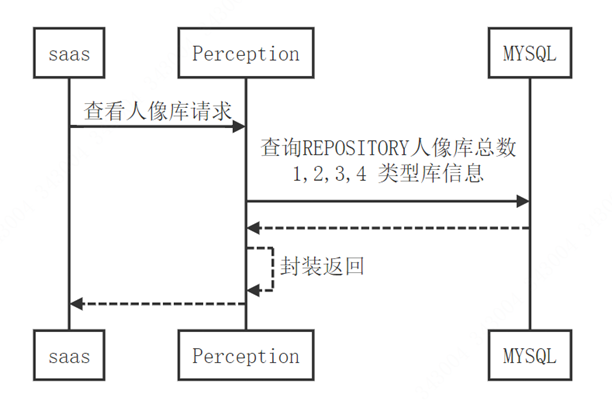 saas
Perception
MYSQL
查看人像库请求
查询REPOSITORY人像库总数
1,2,3,4 类型库信息
封装返回
saas
Perception
MYSQL